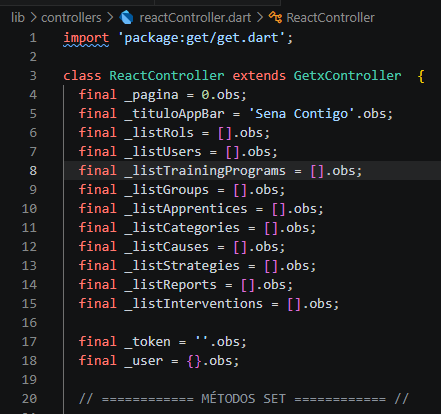 lib > controllers > reactController.dart > ReactController
1 import 'package:get/get.dart';
2
3 class ReactController extends GetxController {
4 final _pagina = 0.obs;
5 final _tituloAppBar = 'Sena Contigo'.obs;
6 final _listRols = [].obs;
7 final _listUsers = [].obs;
8 final _listTrainingPrograms = [].obs;
9 final _listGroups = [].obs;
10 final _listApprentices = [].obs;
11 final _listCategories = [].obs;
12 final _listCauses = [].obs;
13 final _listStrategies = [].obs;
14 final _listReports = [].obs;
15 final _listInterventions = [].obs;
16
17 final _token = ''.obs;
18 final _user = {}.obs;
19
20 // ============ MÉTODOS SET ============ //